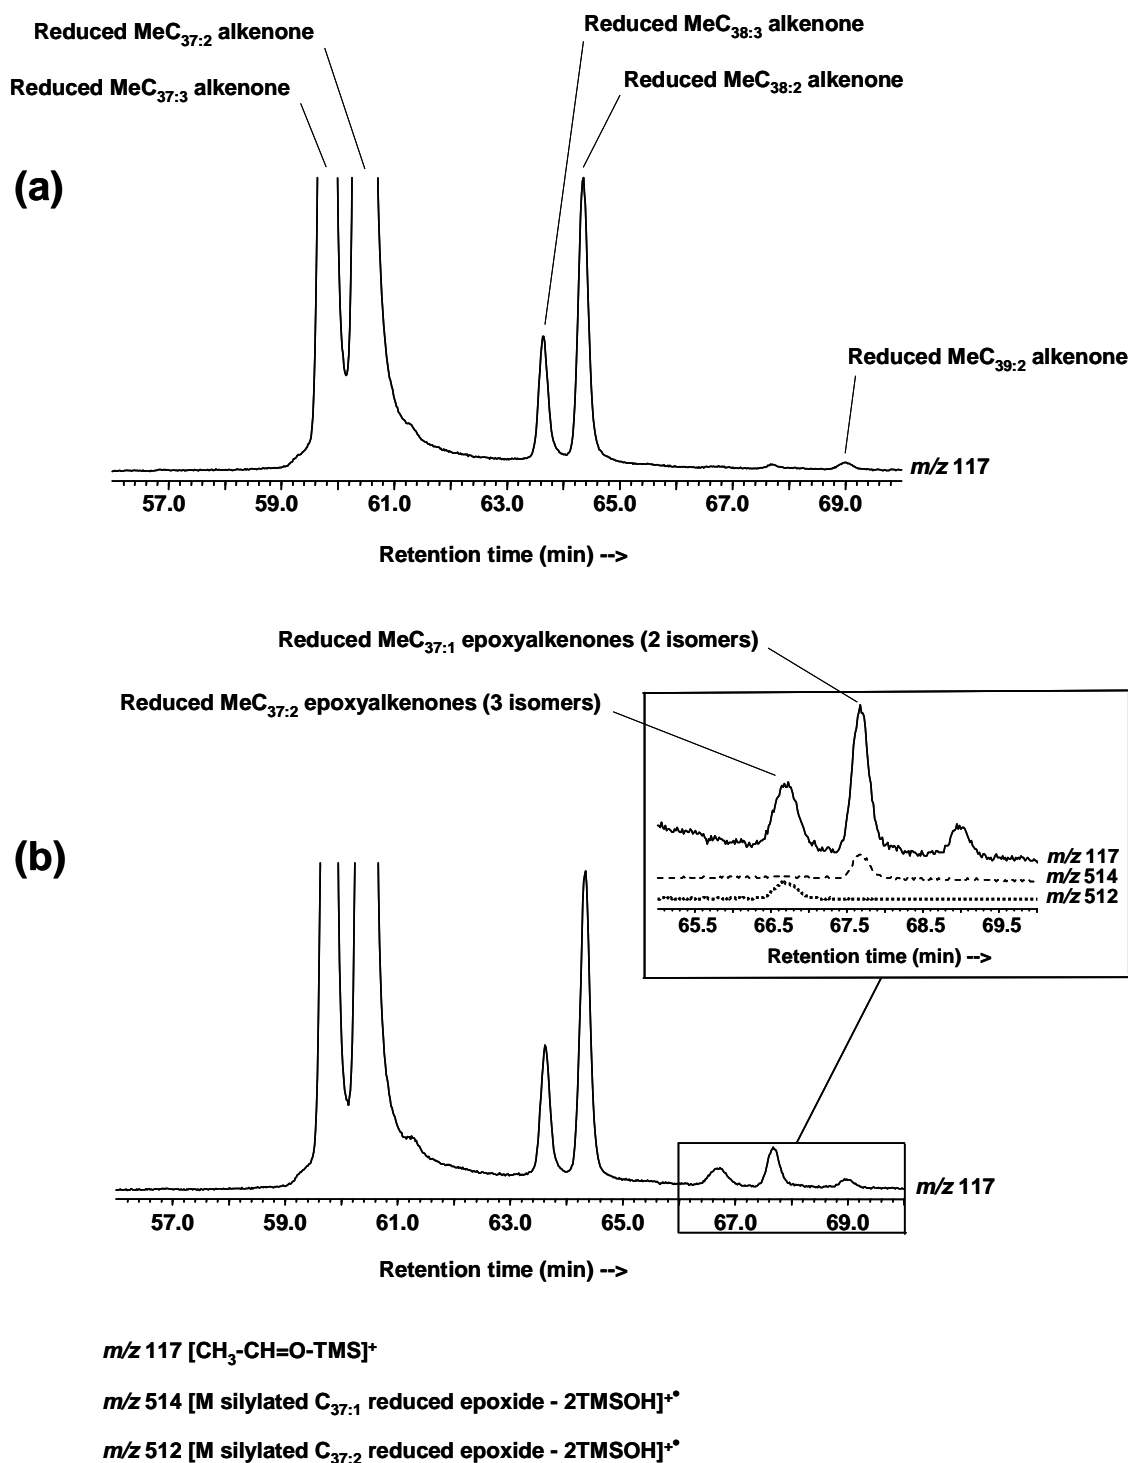 Reduced MeC37:2 alkenone
Reduced MeC38:3 alkenone
Reduced MeC37:3 alkenone
Reduced MeC38:2 alkenone
(a)
Reduced MeC39:2 alkenone
m/z 117
57.0 59.0 61.0 63.0 65.0 67.0 69.0
Retention time (min) -->
Reduced MeC37:1 epoxyalkenones (2 isomers)
Reduced MeC37:2 epoxyalkenones (3 isomers)
(b)
m/z 117
m/z 514
m/z 512
65.5 66.5 67.5 68.5 69.5
Retention time (min) -->
m/z 117
57.0 59.0 61.0 63.0 65.0 67.0 69.0
Retention time (min) -->
m/z 117 [CH3-CH=O-TMS]+
m/z 514 [M silylated C37:1 reduced epoxide - 2TMSOH]+•
m/z 512 [M silylated C37:2 reduced epoxide - 2TMSOH]+•